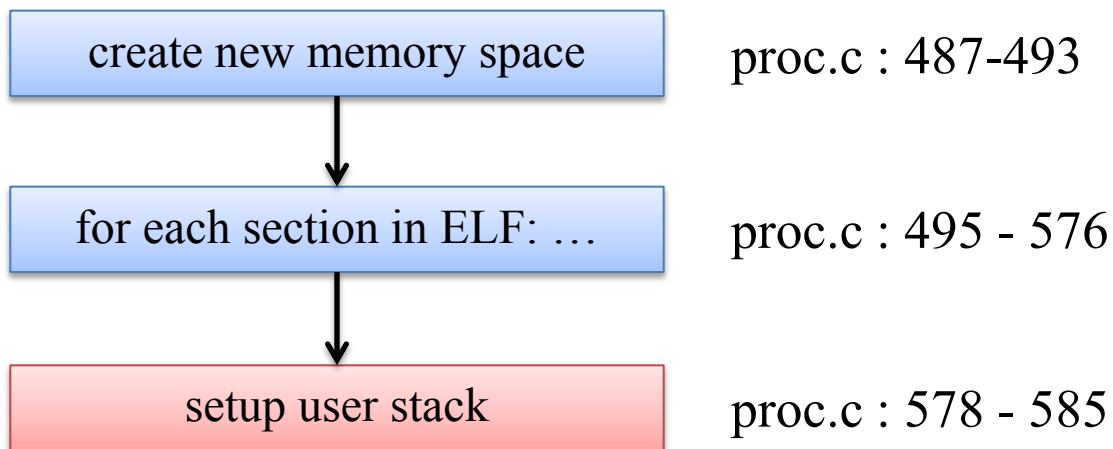 create new memory space
proc.c : 487-493
for each section in ELF: …
proc.c : 495 - 576
setup user stack
proc.c : 578 - 585